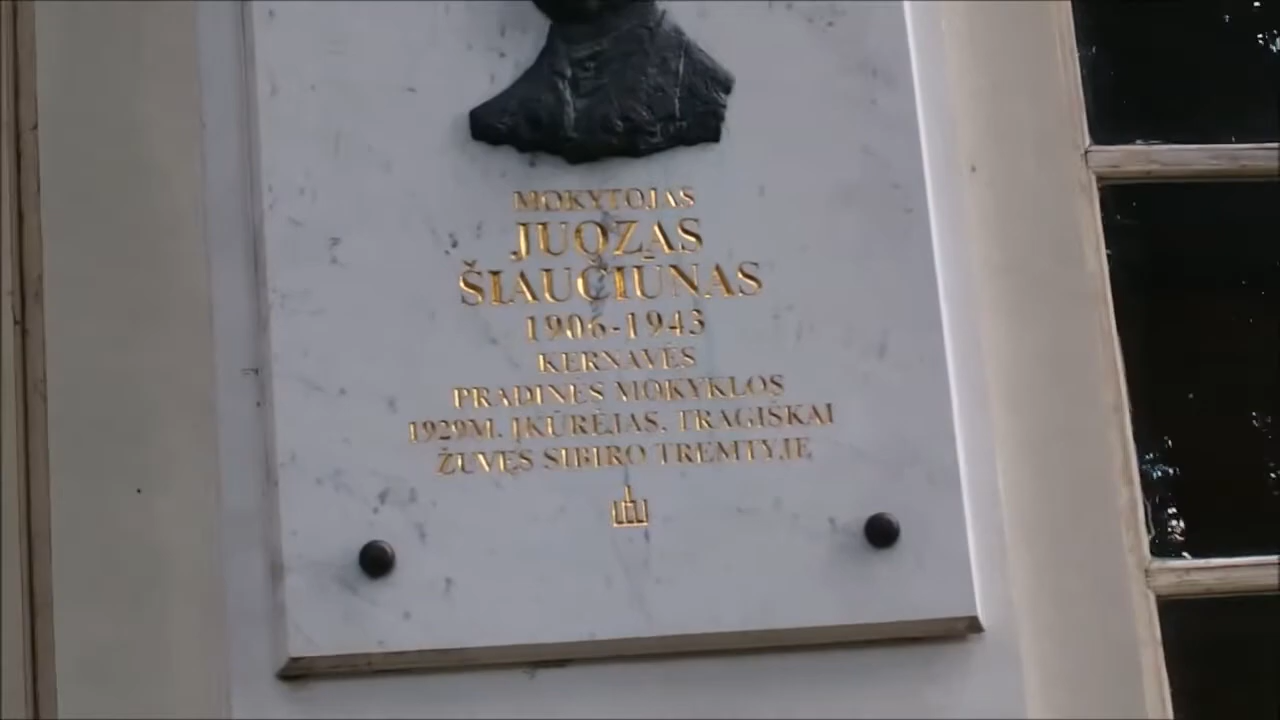 MOKYTOJAS
JUOZAS
ŠIAUČIŪNAS
1906-1943
KERNAVĖS
PRADINĖS MOKYKLOS
1929M. ĮKŪRĖJAS, TRAGIŠKAI
ŽUVĘS SIBIRO TREMTYJE